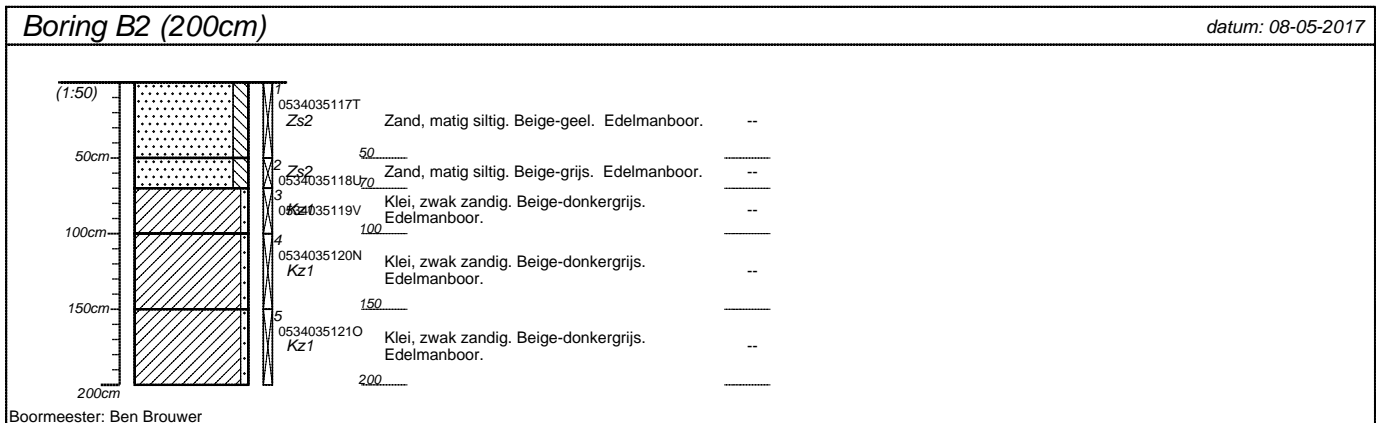 Boring B2 (200cm)
datum: 08-05-2017
(1:50)
1
0534035117T
Zs2
Zand, matig siltig. Beige-geel. Edelmanboor.
--
50cm
50
2
Zs2
Zand, matig siltig. Beige-grijs. Edelmanboor.
--
0534035118U
70
3
Kz1
0534035119V
Klei, zwak zandig. Beige-donkergrijs.
Edelmanboor.
--
100cm
100
4
0534035120N
Kz1
Klei, zwak zandig. Beige-donkergrijs.
Edelmanboor.
--
150cm
150
5
0534035121O
Kz1
Klei, zwak zandig. Beige-donkergrijs.
Edelmanboor.
--
200cm
200
Boormeester: Ben Brouwer